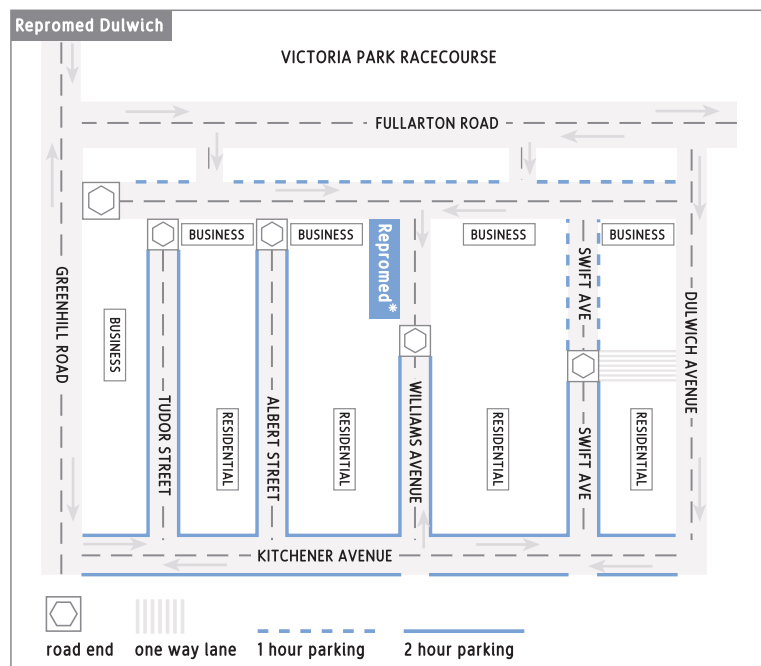 Repromed Dulwich
VICTORIA PARK RACECOURSE
FULLARTON ROAD
BUSINESS
BUSINESS
Repromed*
BUSINESS
BUSINESS
SWIFT AVE
GREENHILL ROAD
BUSINESS
DULWICH AVENUE
TUDOR STREET
RESIDENTIAL
ALBERT STREET
RESIDENTIAL
WILLIAMS AVENUE
RESIDENTIAL
SWIFT AVE
RESIDENTIAL
KITCHENER AVENUE
road end
one way lane
1 hour parking
2 hour parking